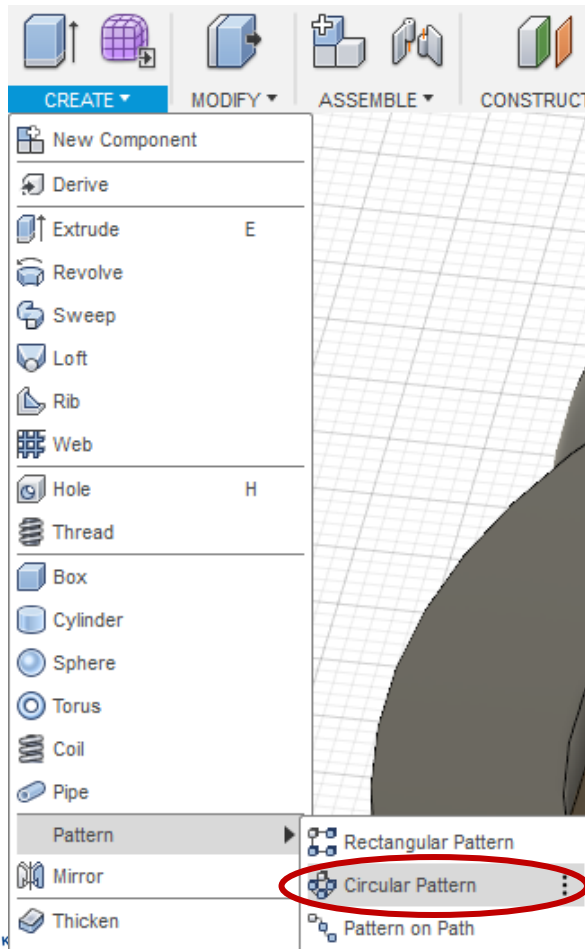 CREATE ▾ MODIFY ▾ ASSEMBLE ▾ CONSTRUCT
New Component
Derive
Extrude E
Revolve
Sweep
Loft
Rib
Web
Hole H
Thread
Box
Cylinder
Sphere
Torus
Coil
Pipe
Pattern
Rectangular Pattern
Mirror
Circular Pattern
Thicken
Pattern on Path